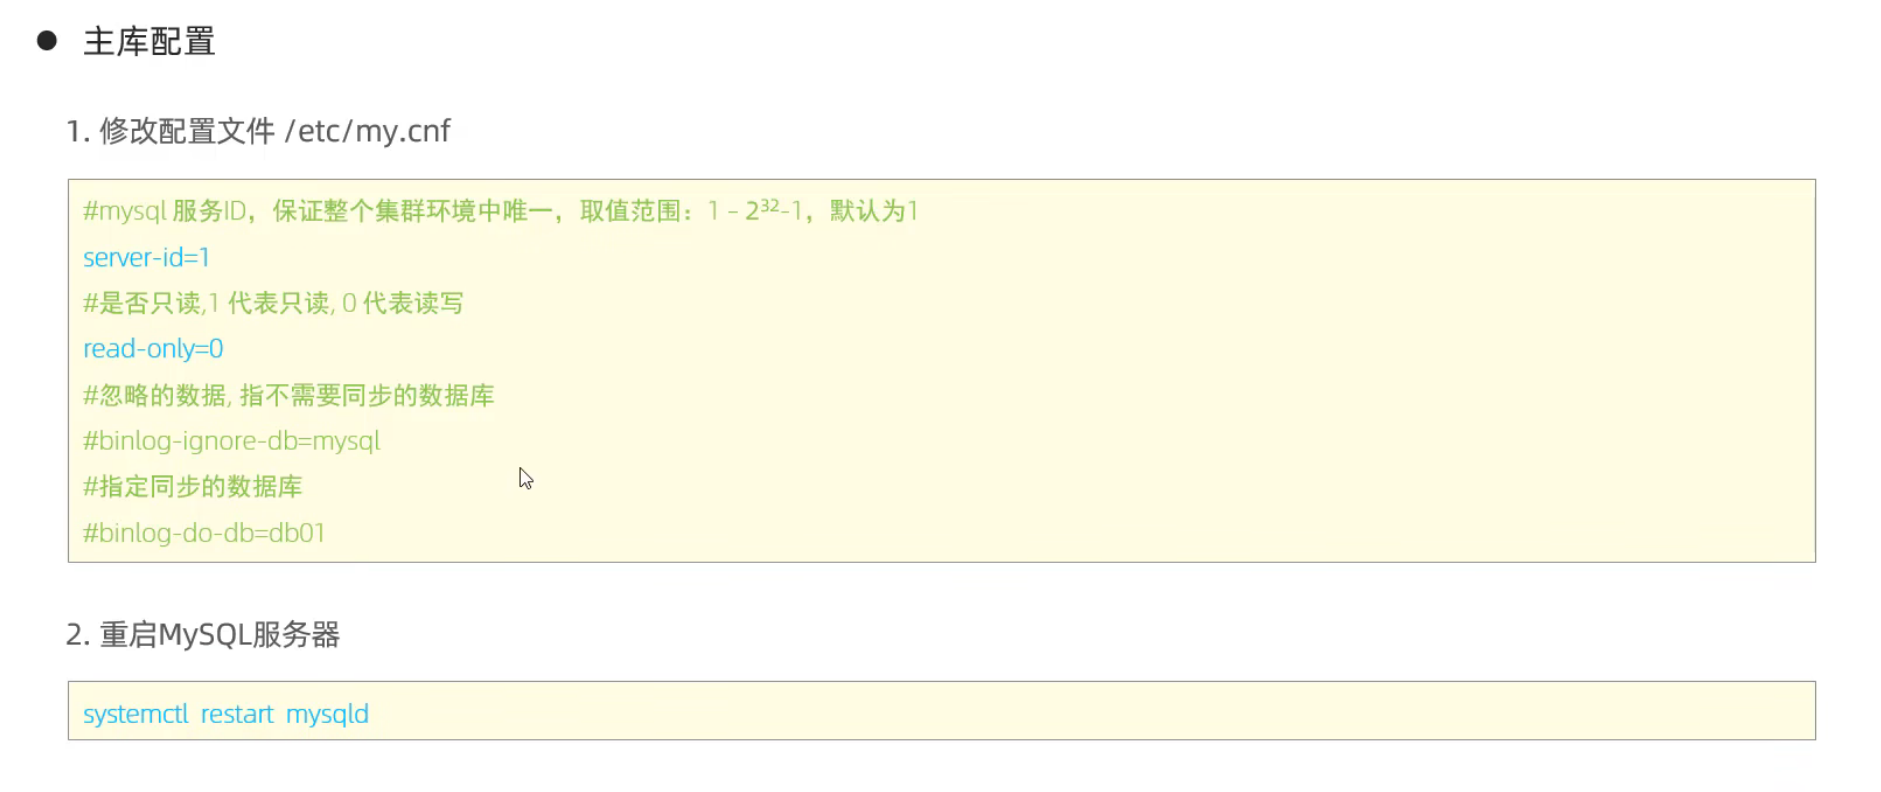 ● 主库配置
1. 修改配置文件 /etc/my.cnf
#mysql 服务ID，保证整个集群环境中唯一，取值范围：1 – 2³²-1，默认为1
server-id=1
#是否只读,1 代表只读, 0 代表读写
read-only=0
#忽略的数据, 指不需要同步的数据库
#binlog-ignore-db=mysql
#指定同步的数据库
#binlog-do-db=db01
2. 重启MySQL服务器
systemctl restart mysqld